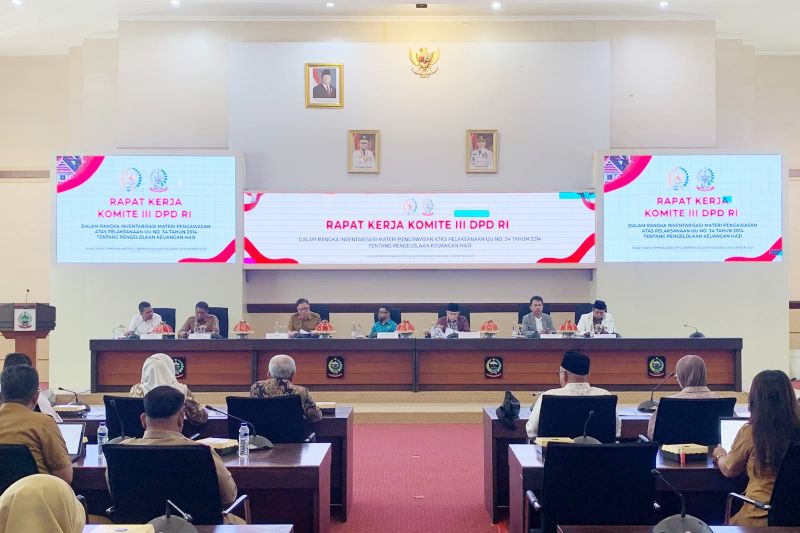 RAPAT KERJA
KOMITE III DPD RI
DALAM RANGKA INVENTARISASI MATERI PENGAWASAN
ATAS PELAKSANAAN UU NO. 34 TAHUN 2014
TENTANG PENGELOLAAN KEUANGAN HAJI
RAPAT KERJA KOMITE III DPD RI
DALAM RANGKA INVENTARISASI MATERI PENGAWASAN ATAS PELAKSANAAN UU NO. 34 TAHUN 2014
TENTANG PENGELOLAAN KEUANGAN HAJI
RAPAT KERJA
KOMITE III DPD RI
DALAM RANGKA INVENTARISASI MATERI PENGAWASAN
ATAS PELAKSANAAN UU NO. 34 TAHUN 2014
TENTANG PENGELOLAAN KEUANGAN HAJI